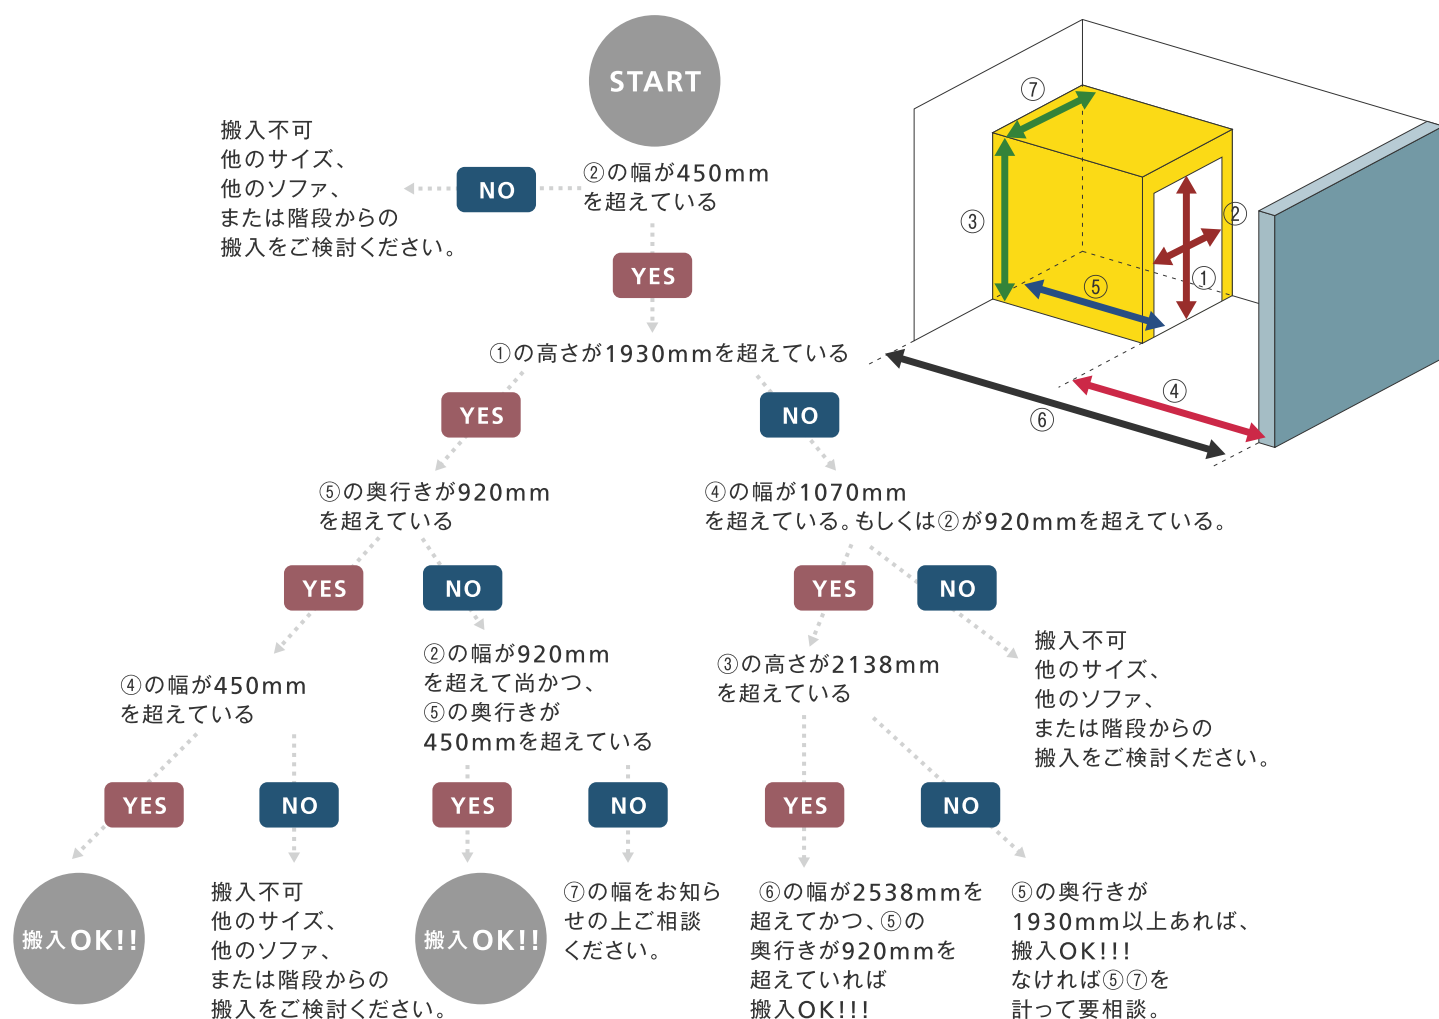 START
搬入不可
他のサイズ、
他のソファ、
または階段からの
搬入をご検討ください。
NO
②の幅が450mm
を超えている
YES
①の高さが1930mmを超えている
YES
NO
⑤の奥行きが920mm
を超えている
④の幅が1070mm
を超えている。もしくは②が920mmを超えている。
YES
NO
YES
NO
④の幅が450mm
を超えている
②の幅が920mm
を超えて尚かつ、
⑤の奥行きが
450mmを超えている
③の高さが2138mm
を超えている
搬入不可
他のサイズ、
他のソファ、
または階段からの
搬入をご検討ください。
YES
NO
YES
NO
YES
NO
搬入OK!!
搬入不可
他のサイズ、
他のソファ、
または階段からの
搬入をご検討ください。
搬入OK!!
⑦の幅をお知ら
せの上ご相談
ください。
⑥の幅が2538mmを
超えてかつ、⑤の
奥行きが920mmを
超えていれば
搬入OK!!!
⑤の奥行きが
1930mm以上あれば、
搬入OK!!!
なければ⑤⑦を
計って要相談。
⑦
③
②
①
⑤
④
⑥